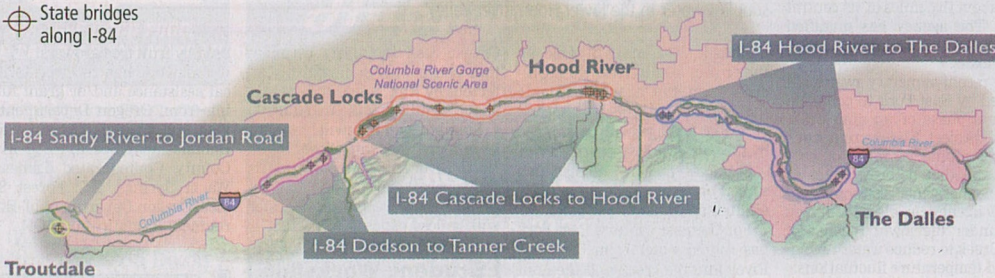 State bridges
along I-84
I-84 Hood River to The Dalles
Columbia River Gorge
National Scenic Area
Hood River
Cascade Locks
I-84 Sandy River to Jordan Road
Columbia River
84
Columbia River
84
I-84 Cascade Locks to Hood River
The Dalles
I-84 Dodson to Tanner Creek
Troutdale